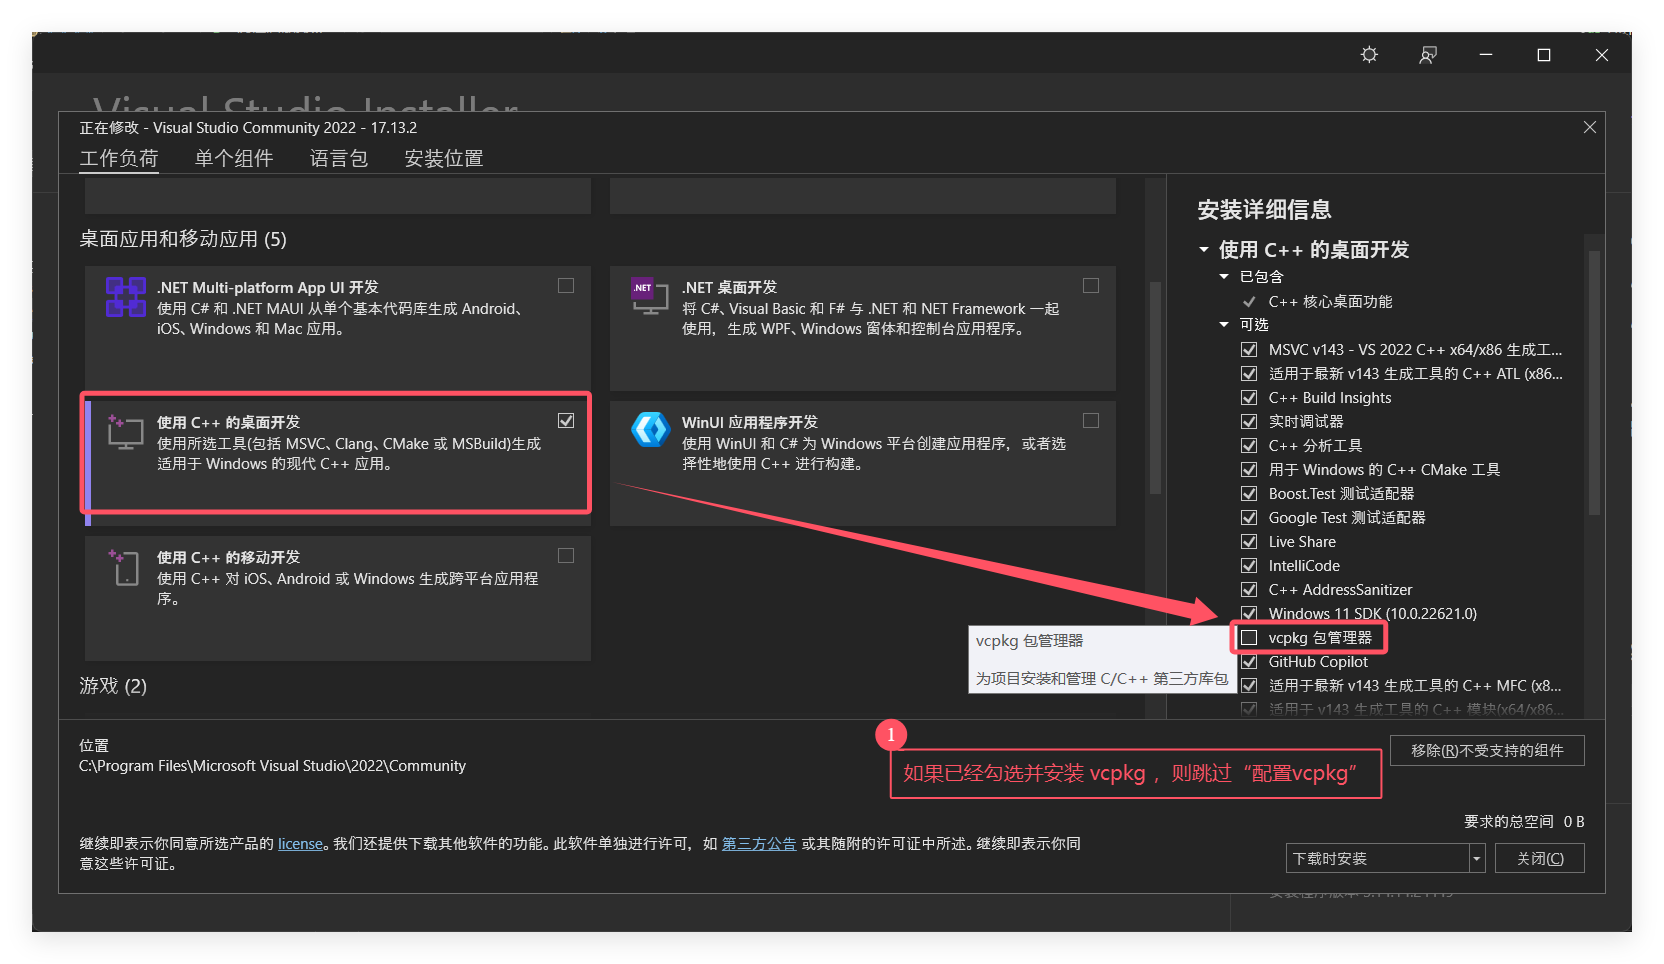 Visual Studio Installer
正在修改 - Visual Studio Community 2022 - 17.13.2
工作负荷
单个组件
语言包
安装位置
桌面应用和移动应用 (5)
.NET Multi-platform App UI 开发
使用 C# 和 .NET MAUI 从单个基本代码库生成 Android、
iOS、Windows 和 Mac 应用。
.NET
.NET 桌面开发
将 C#、Visual Basic 和 F# 与 .NET 和 NET Framework 一起
使用，生成 WPF、Windows 窗体和控制台应用程序。
使用 C++ 的桌面开发
使用所选工具(包括 MSVC、Clang、CMake 或 MSBuild)生成
适用于 Windows 的现代 C++ 应用。
WinUI 应用程序开发
使用 WinUI 和 C# 为 Windows 平台创建应用程序，或者选
择性地使用 C++ 进行构建。
使用 C++ 的移动开发
使用 C++ 对 iOS、Android 或 Windows 生成跨平台应用程
序。
游戏 (2)
安装详细信息
使用 C++ 的桌面开发
已包含
C++ 核心桌面功能
可选
MSVC v143 - VS 2022 C++ x64/x86 生成工...
适用于最新 v143 生成工具的 C++ ATL (x86...
C++ Build Insights
实时调试器
C++ 分析工具
用于 Windows 的 C++ CMake 工具
Boost.Test 测试适配器
Google Test 测试适配器
Live Share
IntelliCode
C++ AddressSanitizer
Windows 11 SDK (10.0.22621.0)
vcpkg 包管理器
GitHub Copilot
适用于最新 v143 生成工具的 C++ MFC (x8...
适用于 v143 生成工具的 C++ 模块(x64/x86...
vcpkg 包管理器
为项目安装和管理 C/C++ 第三方库包
位置
C:\Program Files\Microsoft Visual Studio\2022\Community
1
如果已经勾选并安装 vcpkg ，则跳过“配置vcpkg”
移除(R)不受支持的组件
要求的总空间 0 B
继续即表示你同意所选产品的 license。我们还提供下载其他软件的功能。此软件单独进行许可，如 第三方公告 或其随附的许可证中所述。继续即表示你同
意这些许可证。
下载时安装
关闭(C)